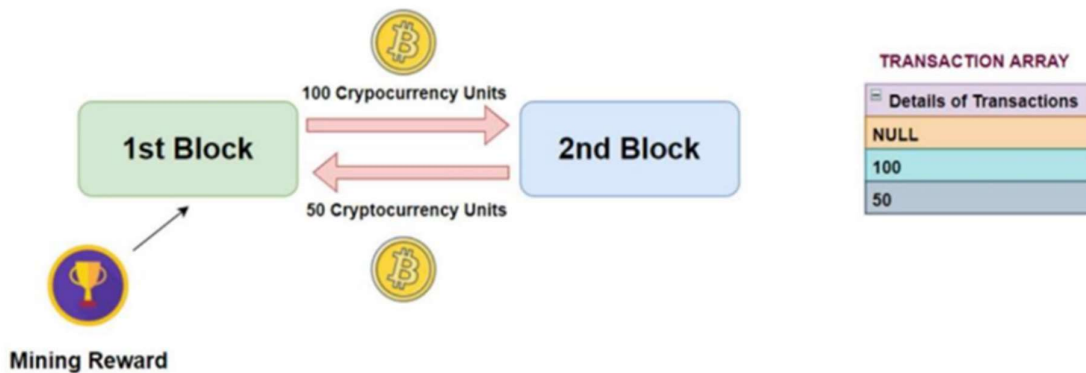 100 Crypocurrency Units
1st Block
2nd Block
50 Cryptocurrency Units
Mining Reward
TRANSACTION ARRAY
Details of Transactions
NULL
100
50